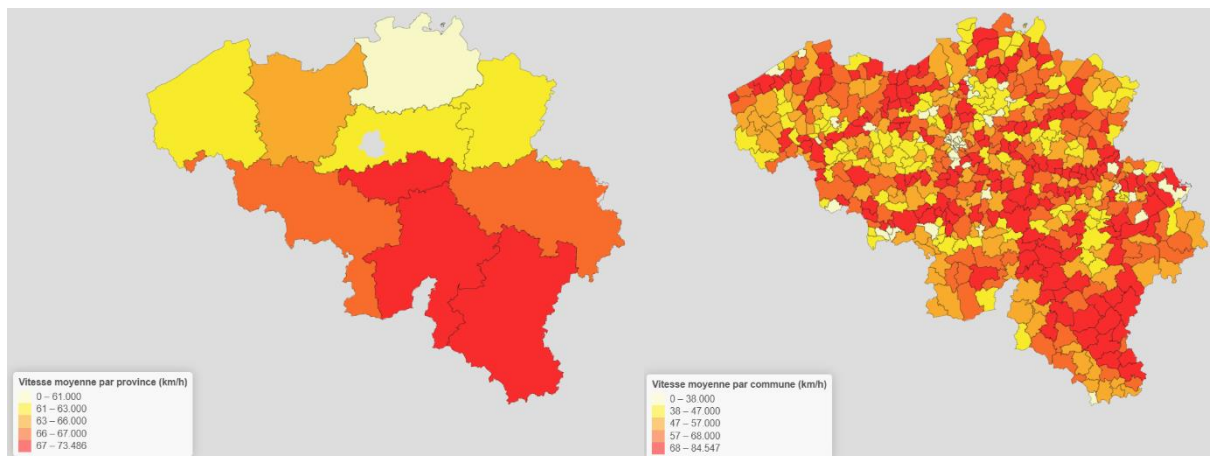 Vitesse moyenne par province (km/h)
0 – 61.000
61 – 63.000
63 – 66.000
66 – 67.000
67 – 73.486
Vitesse moyenne par commune (km/h)
0 – 38.000
38 – 47.000
47 – 57.000
57 – 68.000
68 – 84.547